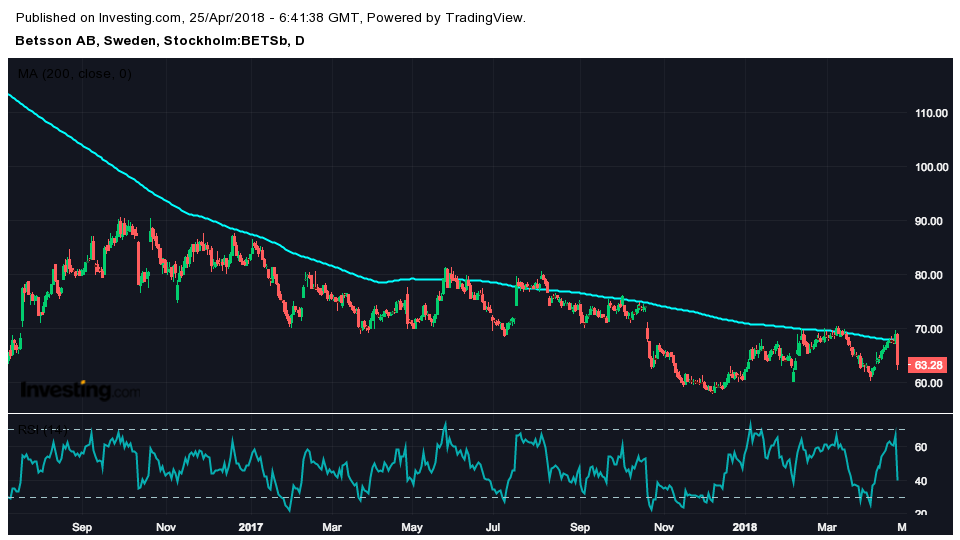 Published on Investing.com, 25/Apr/2018 - 6:41:38 GMT, Powered by TradingView.
Betsson AB, Sweden, Stockholm:BETSb, D
MA (200, close, 0)
110.00
100.00
90.00
80.00
70.00
63.28
60.00
Investing.com
RSI (14)
60
40
20
Sep Nov 2017 Mar May Jul Sep Nov 2018 Mar M